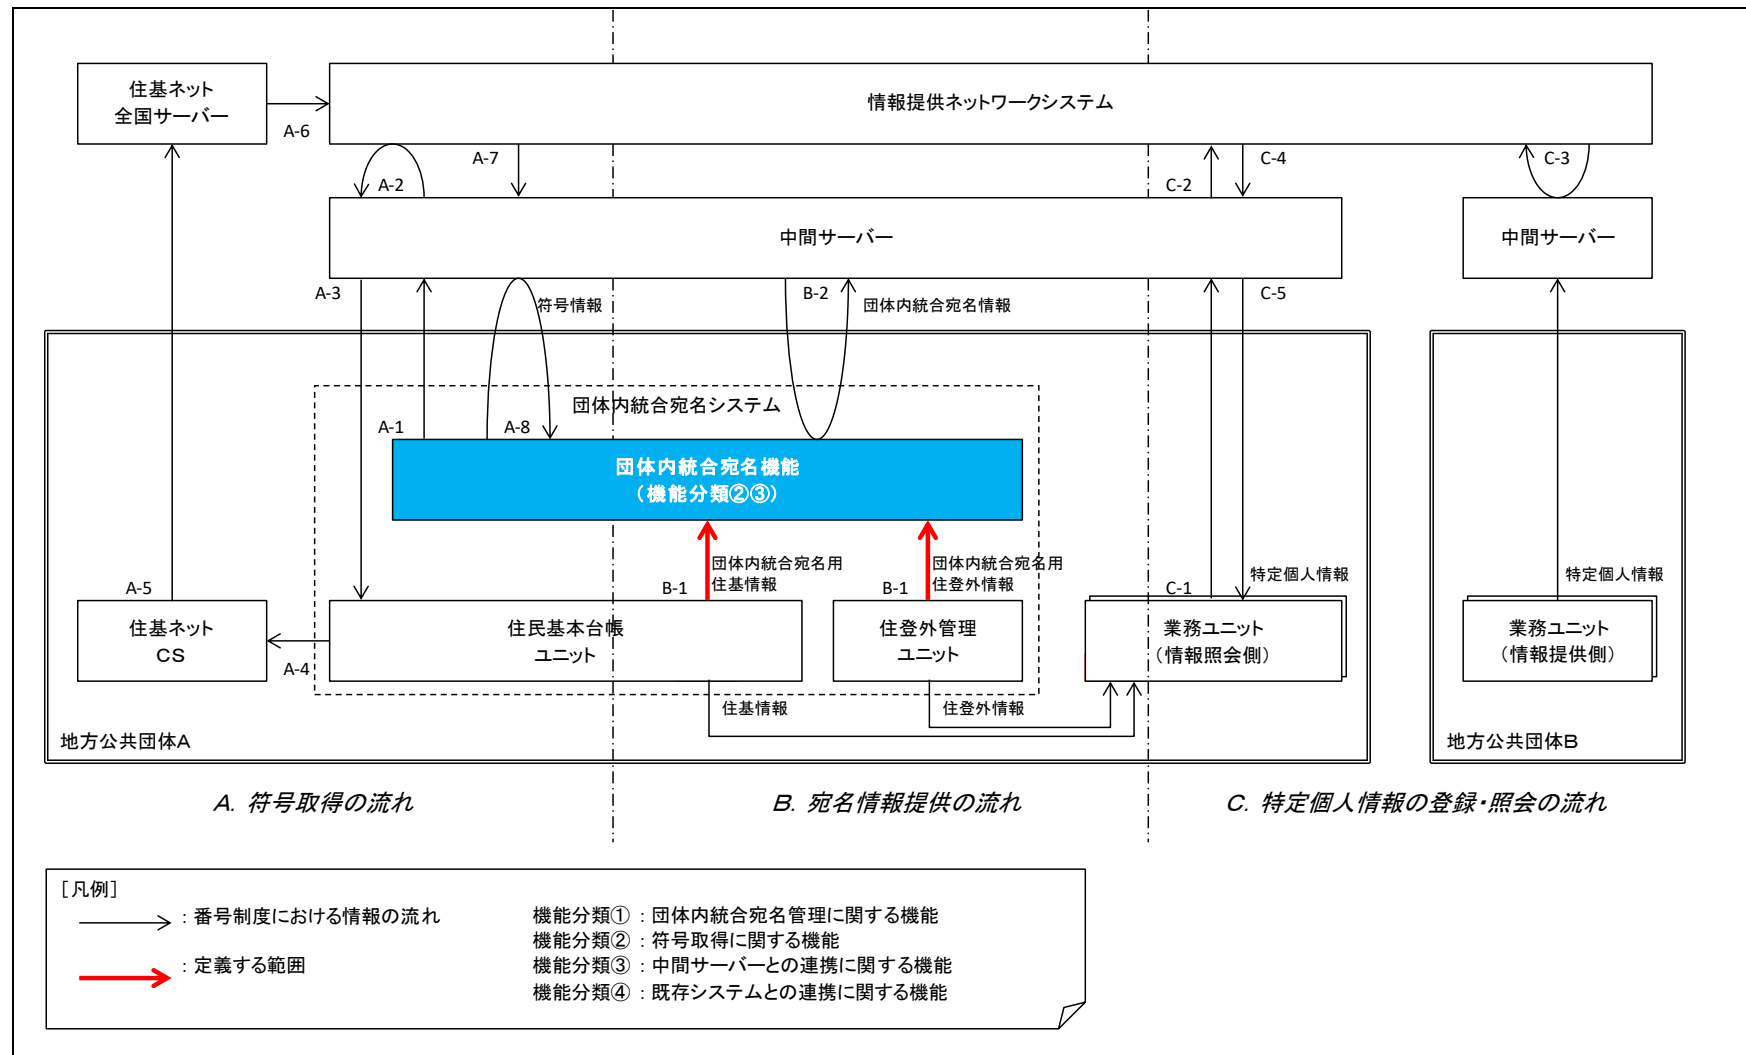 住基ネット
全国サーバー
A-6
情報提供ネットワークシステム
A-7
A-2
C-4
C-2
C-3
中間サーバー
中間サーバー
A-3
符号情報
B-2
団体内統合宛名情報
C-5
団体内統合宛名システム
A-1
A-8
団体内統合宛名機能
（機能分類②③）
団体内統合宛名用
住基情報
B-1
団体内統合宛名用
住登外情報
B-1
特定個人情報
C-1
特定個人情報
A-5
住基ネット
CS
A-4
住民基本台帳
ユニット
住登外管理
ユニット
業務ユニット
（情報照会側）
業務ユニット
（情報提供側）
住基情報
住登外情報
地方公共団体A
地方公共団体B
A. 符号取得の流れ
B. 宛名情報提供の流れ
C. 特定個人情報の登録・照会の流れ
［凡例］
：番号制度における情報の流れ
：定義する範囲
機能分類①：団体内統合宛名管理に関する機能
機能分類②：符号取得に関する機能
機能分類③：中間サーバーとの連携に関する機能
機能分類④：既存システムとの連携に関する機能